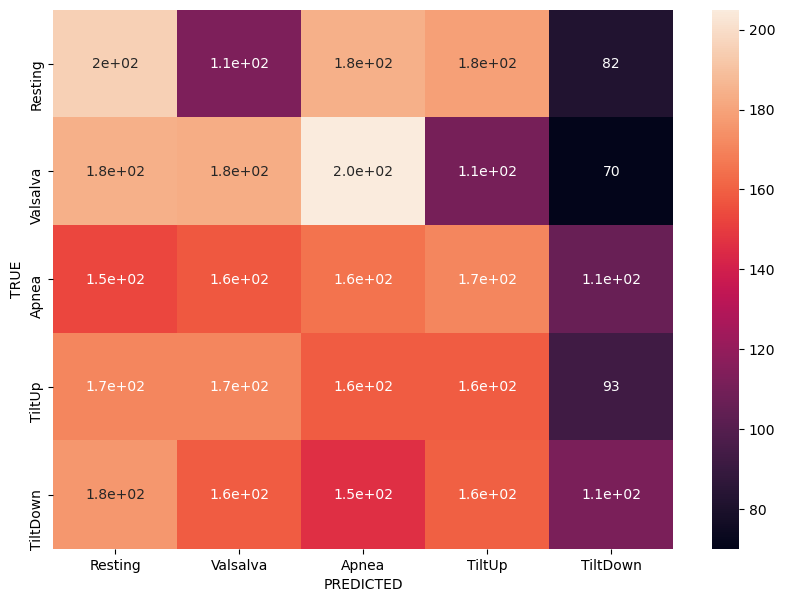 Resting 2e+02 1.1e+02 1.8e+02 1.8e+02 82
Valsalva 1.8e+02 1.8e+02 2.0e+02 1.1e+02 70
Apnea 1.5e+02 1.6e+02 1.6e+02 1.7e+02 1.1e+02
TiltUp 1.7e+02 1.7e+02 1.6e+02 1.6e+02 93
TiltDown 1.8e+02 1.6e+02 1.5e+02 1.6e+02 1.1e+02
Resting Valsalva Apnea TiltUp TiltDown
PREDICTED
TRUE
200
180
160
140
120
100
80